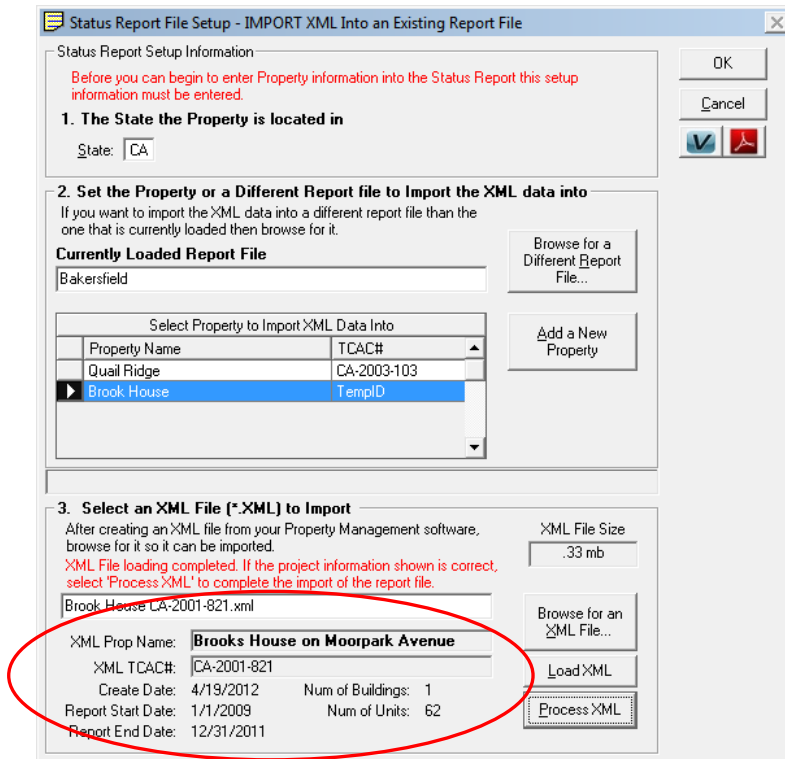 Status Report File Setup - IMPORT XML Into an Existing Report File
Status Report Setup Information
Before you can begin to enter Property information into the Status Report this setup
information must be entered.
1. The State the Property is located in
State: CA
OK
Cancel
2. Set the Property or a Different Report file to Import the XML data into
If you want to import the XML data into a different report file than the
one that is currently loaded then browse for it.
Currently Loaded Report File
Bakersfield
Browse for a
Different Report
File...
Select Property to Import XML Data Into
Property Name TCAC#
Quail Ridge CA-2003-103
Brook House TempID
Add a New
Property
3. Select an XML File (*.XML) to Import
After creating an XML file from your Property Management software,
browse for it so it can be imported.
XML File loading completed. If the project information shown is correct,
select 'Process XML' to complete the import of the report file.
XML File Size
.33 mb
Brook House CA-2001-821.xml
Browse for an
XML File...
XML Prop Name: Brooks House on Moorpark Avenue
XML TCAC#: CA-2001-821
Create Date: 4/19/2012 Num of Buildings: 1
Report Start Date: 1/1/2009 Num of Units: 62
Report End Date: 12/31/2011
Load XML
Process XML